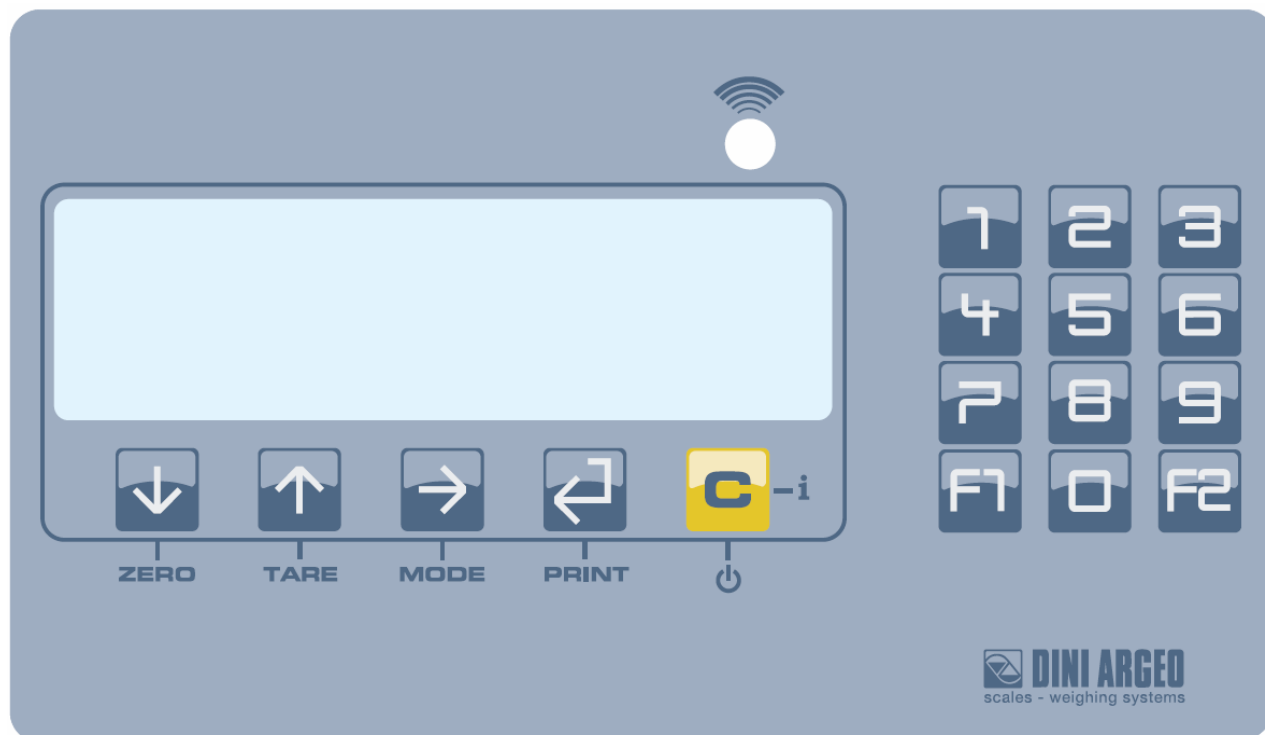 1 2 3
4 5 6
7 8 9
F1 0 F2
C - i
ZERO TARE MODE PRINT
DINI ARGEO
scales - weighing systems